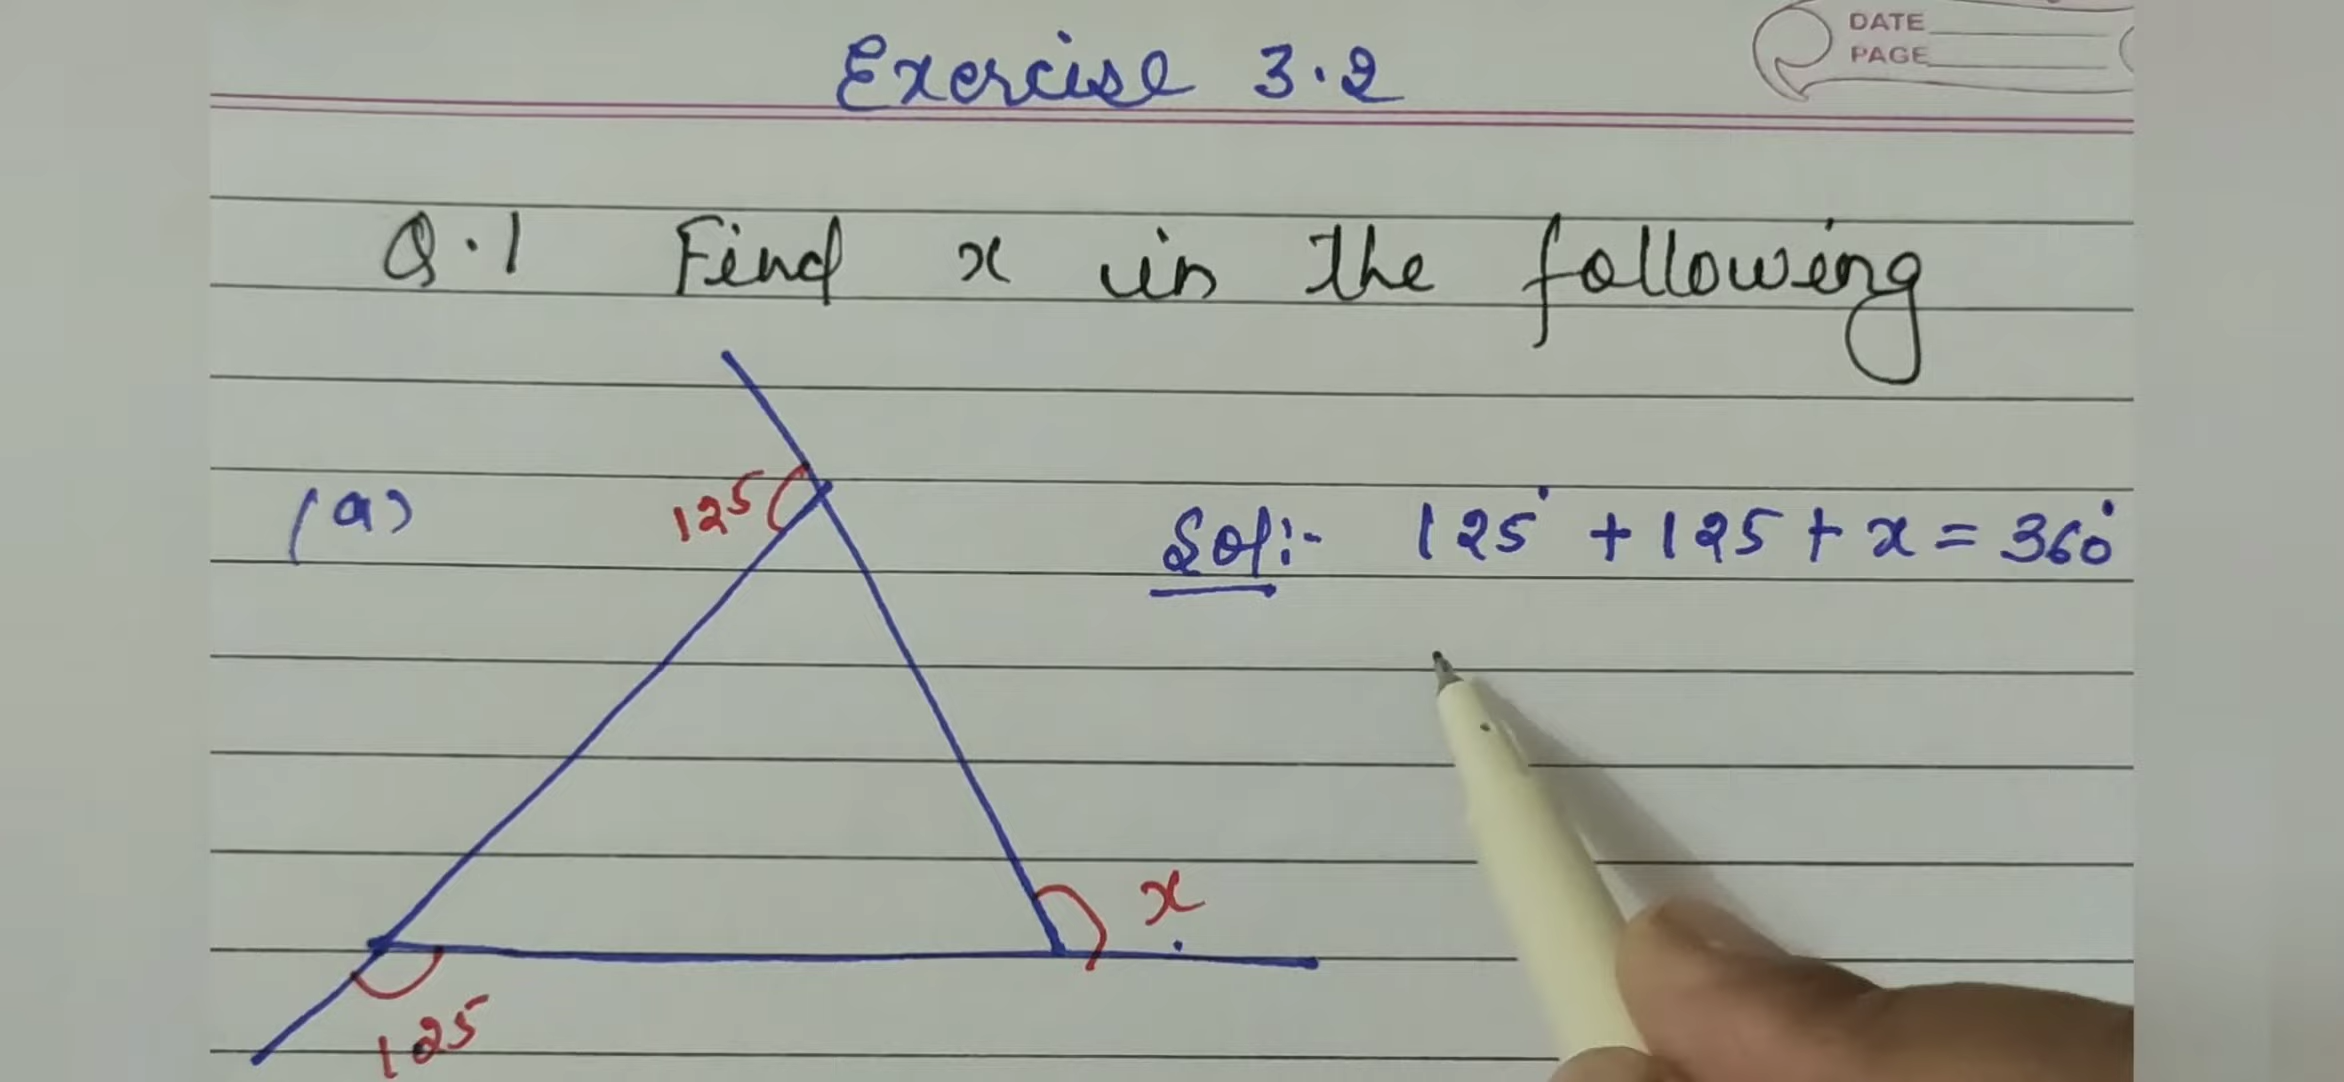 DATE
PAGE
Exercise 3.2
Q.1 Find x in the following
(a)
125
Sol:- 125° + 125 + x = 360°
x
125